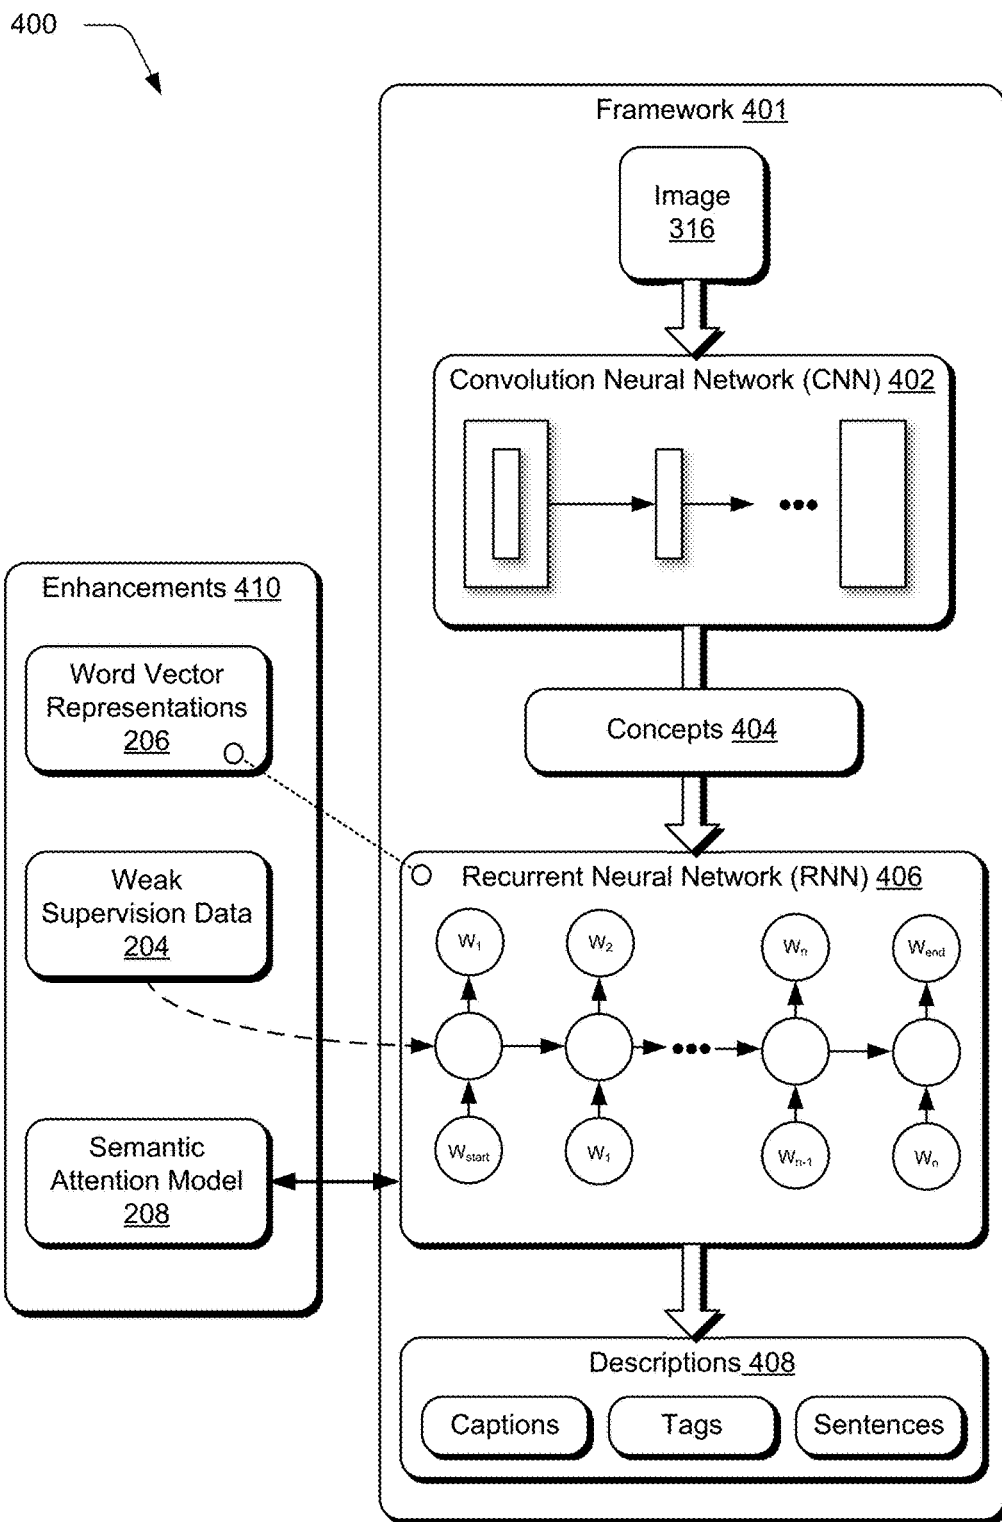 400
Framework 401
Image
316
Convolution Neural Network (CNN) 402
Concepts 404
Enhancements 410
Word Vector
Representations
206
Weak
Supervision Data
204
Semantic
Attention Model
208
Recurrent Neural Network (RNN) 406
W1 W2 Wn Wend
Wstart W1 Wn-1 Wn
Descriptions 408
Captions Tags Sentences